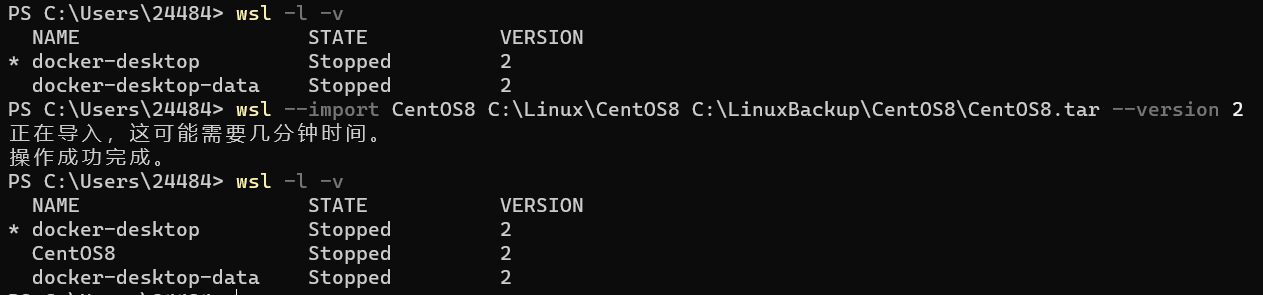 PS C:\Users\24484> wsl -l -v
NAME STATE VERSION
* docker-desktop Stopped 2
docker-desktop-data Stopped 2
PS C:\Users\24484> wsl --import CentOS8 C:\Linux\CentOS8 C:\LinuxBackup\CentOS8\CentOS8.tar --version 2
正在导入，这可能需要几分钟时间。
操作成功完成。
PS C:\Users\24484> wsl -l -v
NAME STATE VERSION
* docker-desktop Stopped 2
CentOS8 Stopped 2
docker-desktop-data Stopped 2